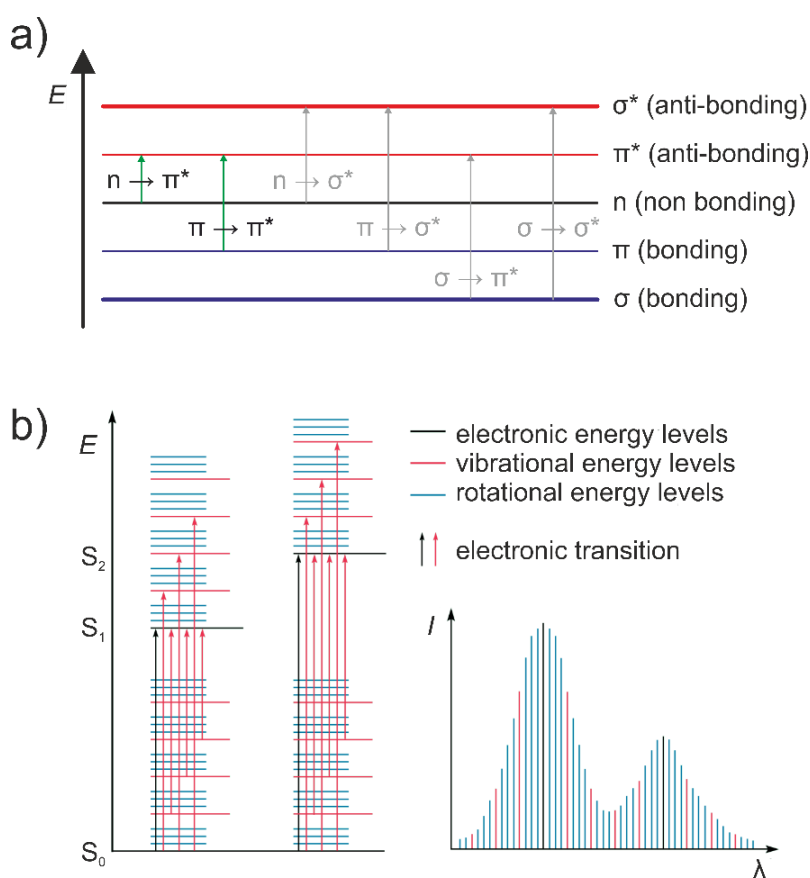 a)
E
σ* (anti-bonding)
π* (anti-bonding)
n → π*
n → σ*
n (non bonding)
π → π*
π → σ*
σ → σ*
π (bonding)
σ → π*
σ (bonding)
b)
E
electronic energy levels
vibrational energy levels
rotational energy levels
electronic transition
S₂
S₁
I
S₀
λ